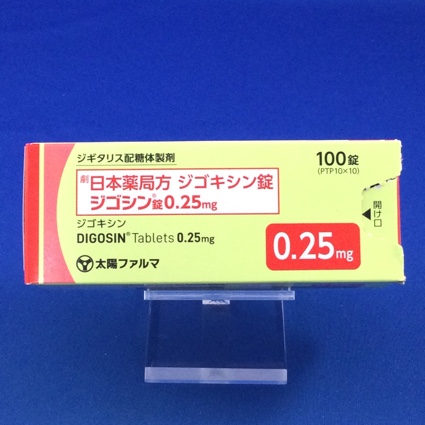 ジギタリス配糖体製剤
100錠
(PTP10×10)
劇 日本薬局方 ジゴキシン錠
ジゴシン®錠0.25mg
ジゴキシン
DIGOSIN® Tablets 0.25mg
太陽ファルマ
0.25mg
開け口